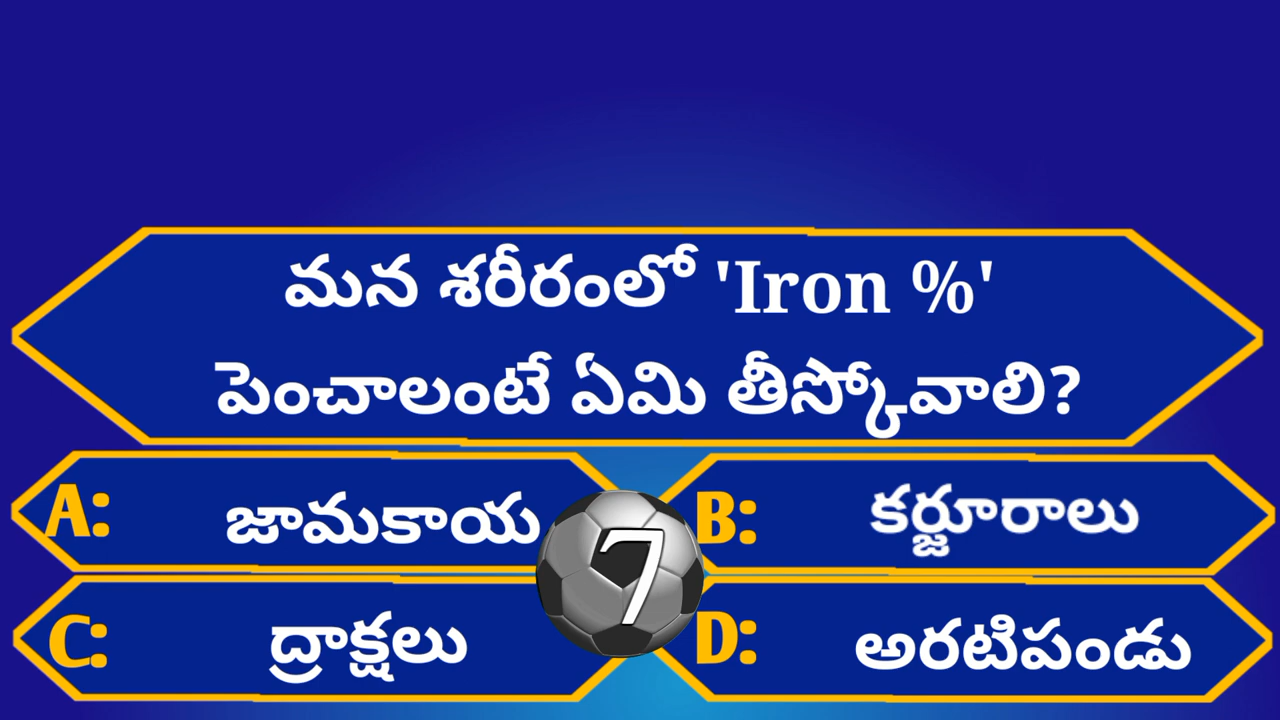 మన శరీరంలో 'Iron %'
పెంచాలంటే ఏమి తీస్కోవాలి?
A: జామకాయ
B: కర్జూరాలు
7
C: ద్రాక్షలు
D: అరటిపండు